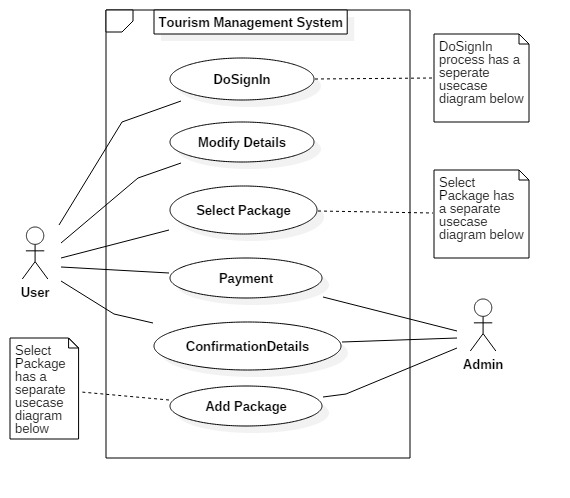 Tourism Management System
DoSignIn
DoSignIn
process has a
seperate
usecase
diagram below
Modify Details
Select Package
Select
Package has
a separate
usecase
diagram below
User
Payment
ConfirmationDetails
Admin
Select
Package
has a
separate
usecase
diagram
below
Add Package